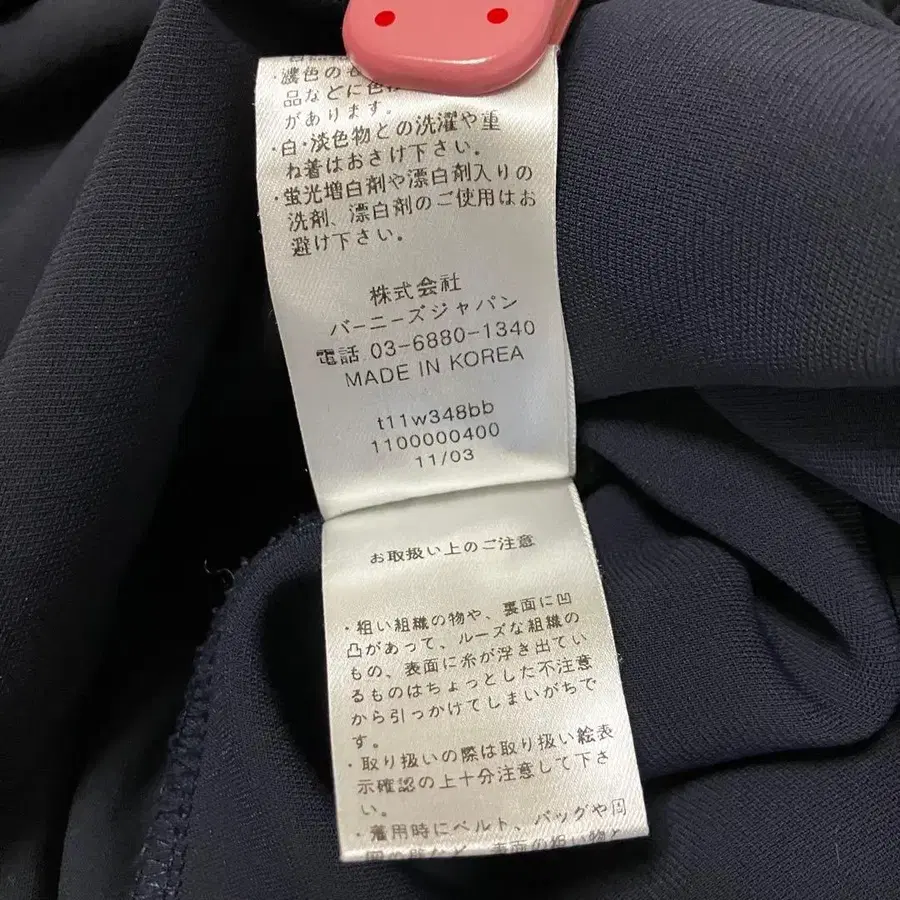 ・濃色の
品などに色
があります。
・白・淡色物との洗濯や重
ね着はおさけ下さい。
・蛍光増白剤や漂白剤入りの
洗剤、漂白剤のご使用はお
避け下さい。
株式会社
バーニーズジャパン
電話 03-6880-1340
MADE IN KOREA
t11w348bb
1100000400
11/03
お取扱い上のご注意
・粗い組織の物や、裏面に凹
凸があって、ルーズな組織の
もの、表面に糸が浮き出てい
るものはちょっとした不注意
から引っかけてしまいがちで
す。
・取り扱いの際は取り扱い絵表
示確認の上十分注意して下さ
い。
・着用時にベルト、バッグや周
表面の粗い物と